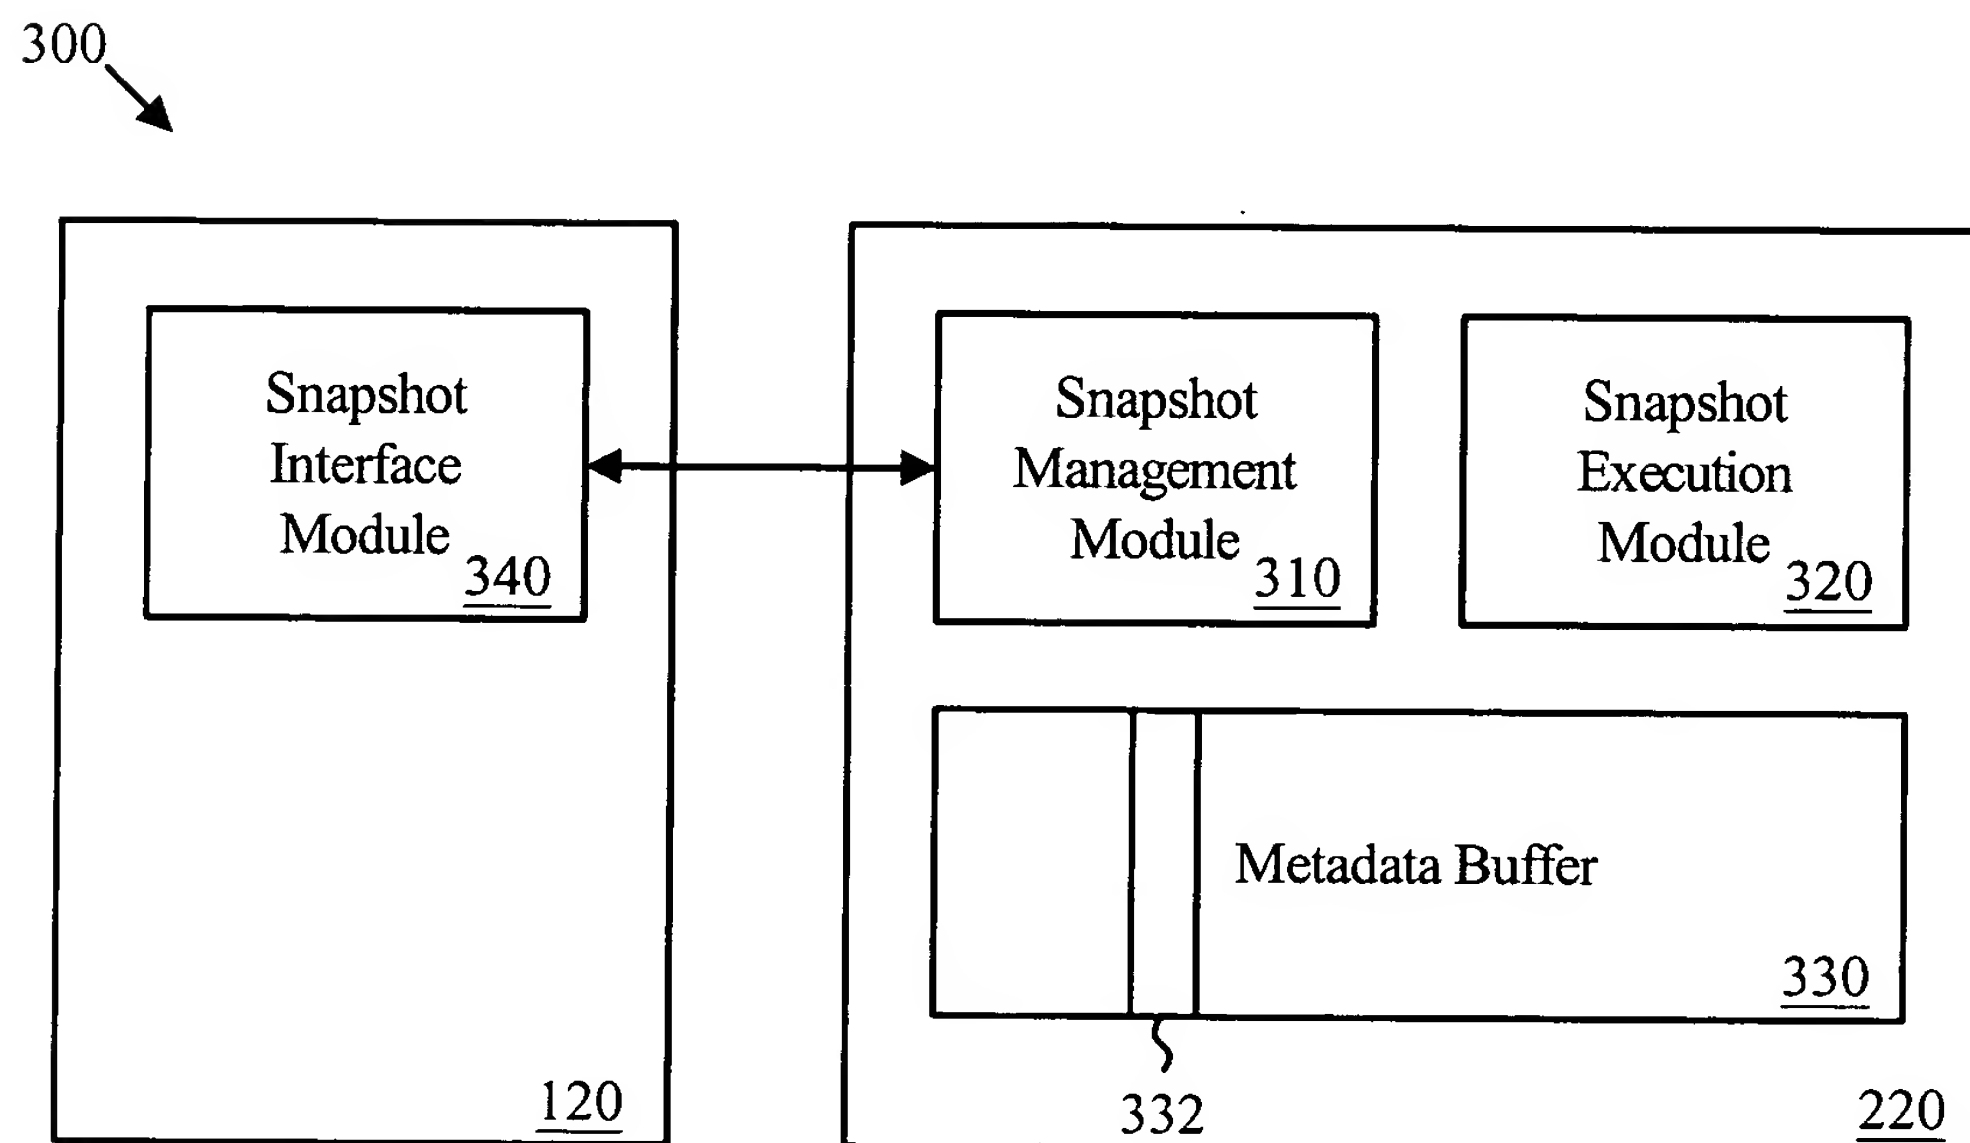 300
Snapshot
Interface
Module
340
Snapshot
Management
Module
310
Snapshot
Execution
Module
320
Metadata Buffer
330
332
120
220